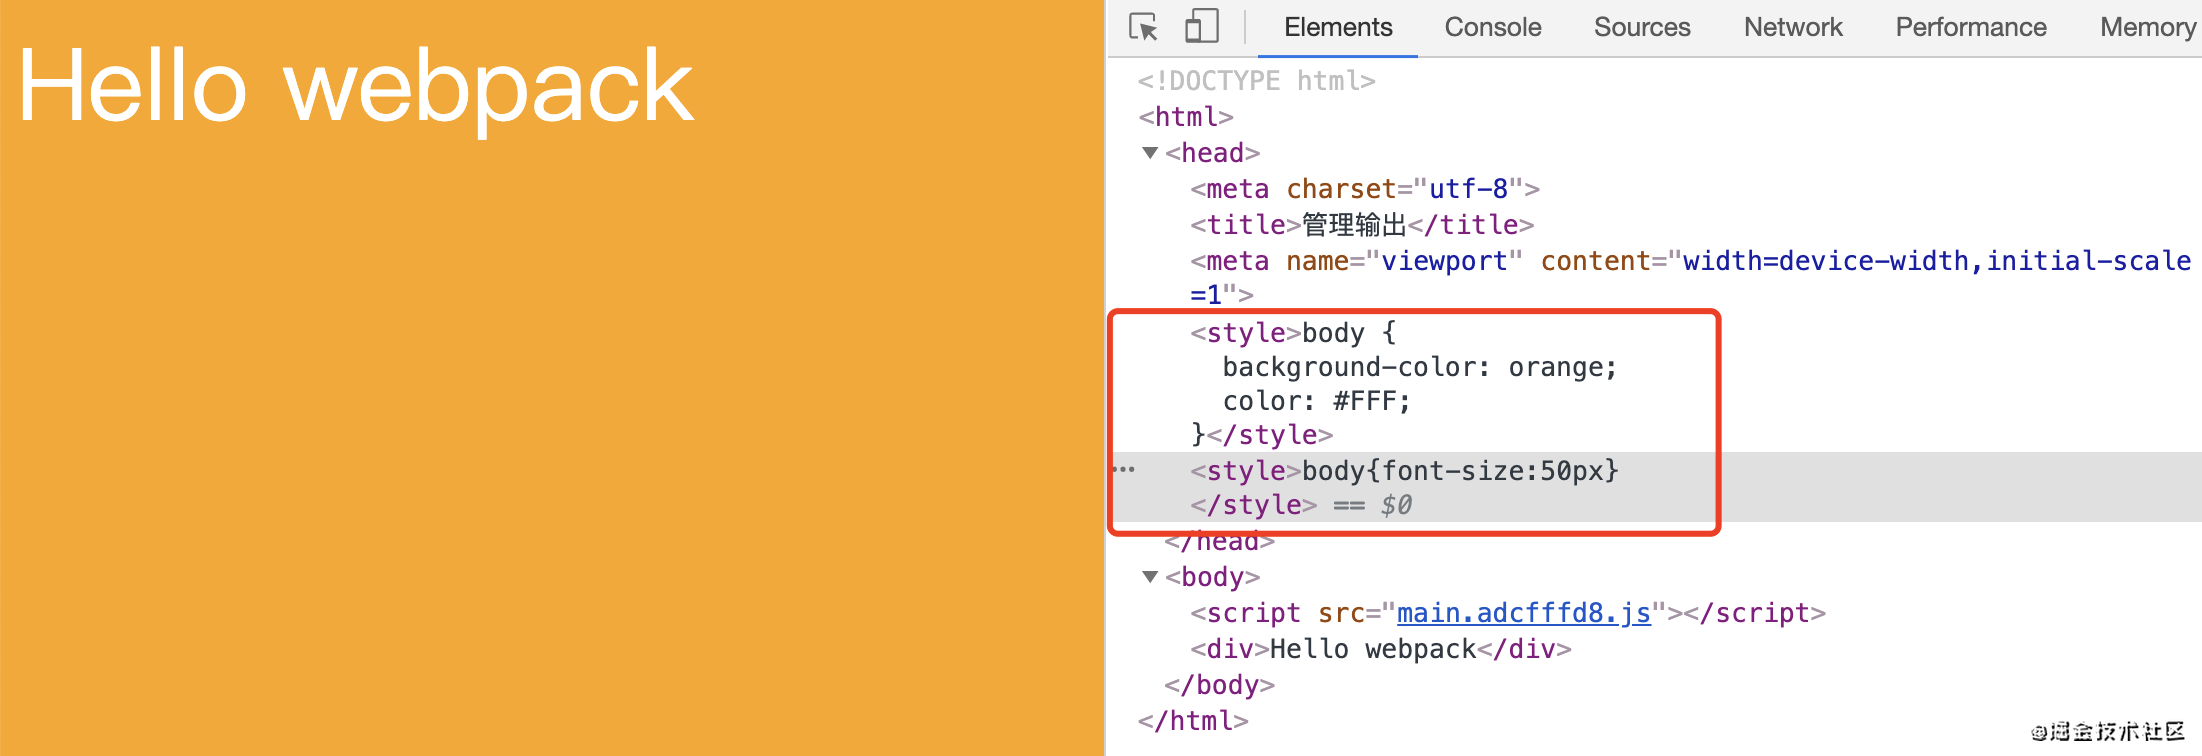 Hello webpack
Elements Console Sources Network Performance Memory
<!DOCTYPE html>
<html>
<head>
<meta charset="utf-8">
<title>管理输出</title>
<meta name="viewport" content="width=device-width,initial-scale
=1">
<style>body {
background-color: orange;
color: #FFF;
}</style>
<style>body{font-size:50px}
</style> == $0
</head>
<body>
<script src="main.adcfffd8.js"></script>
<div>Hello webpack</div>
</body>
</html>
@掘金技术社区